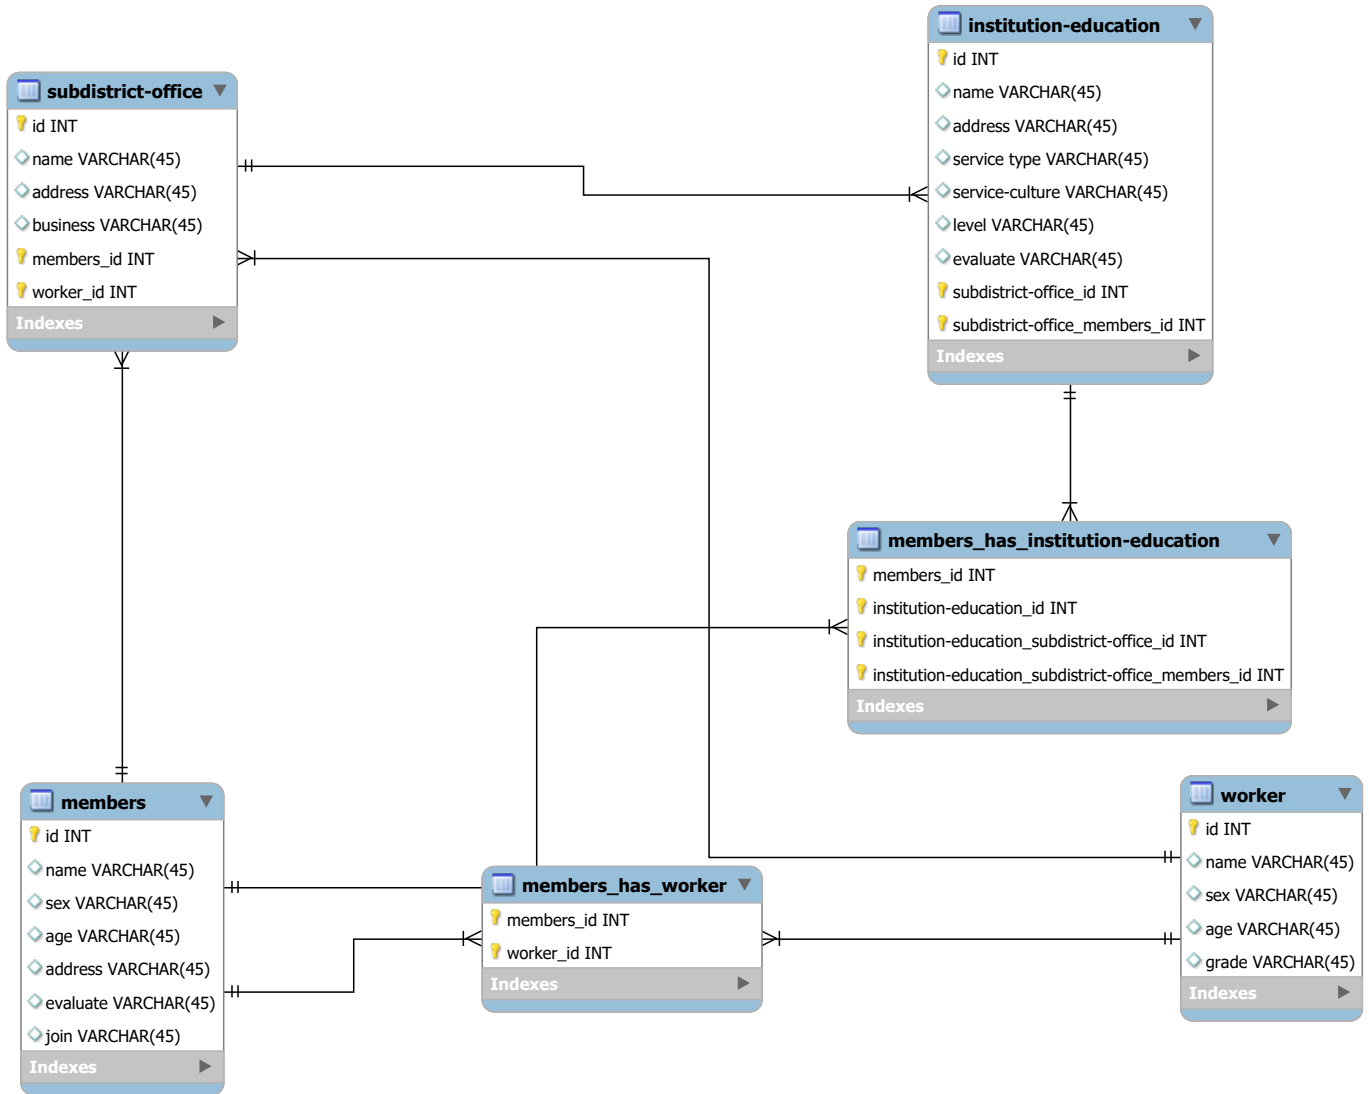 subdistrict-office
id INT
name VARCHAR(45)
address VARCHAR(45)
business VARCHAR(45)
members_id INT
worker_id INT
Indexes
institution-education
id INT
name VARCHAR(45)
address VARCHAR(45)
service type VARCHAR(45)
service-culture VARCHAR(45)
level VARCHAR(45)
evaluate VARCHAR(45)
subdistrict-office_id INT
subdistrict-office_members_id INT
Indexes
members_has_institution-education
members_id INT
institution-education_id INT
institution-education_subdistrict-office_id INT
institution-education_subdistrict-office_members_id INT
Indexes
members
id INT
name VARCHAR(45)
sex VARCHAR(45)
age VARCHAR(45)
address VARCHAR(45)
evaluate VARCHAR(45)
join VARCHAR(45)
Indexes
members_has_worker
members_id INT
worker_id INT
Indexes
worker
id INT
name VARCHAR(45)
sex VARCHAR(45)
age VARCHAR(45)
grade VARCHAR(45)
Indexes